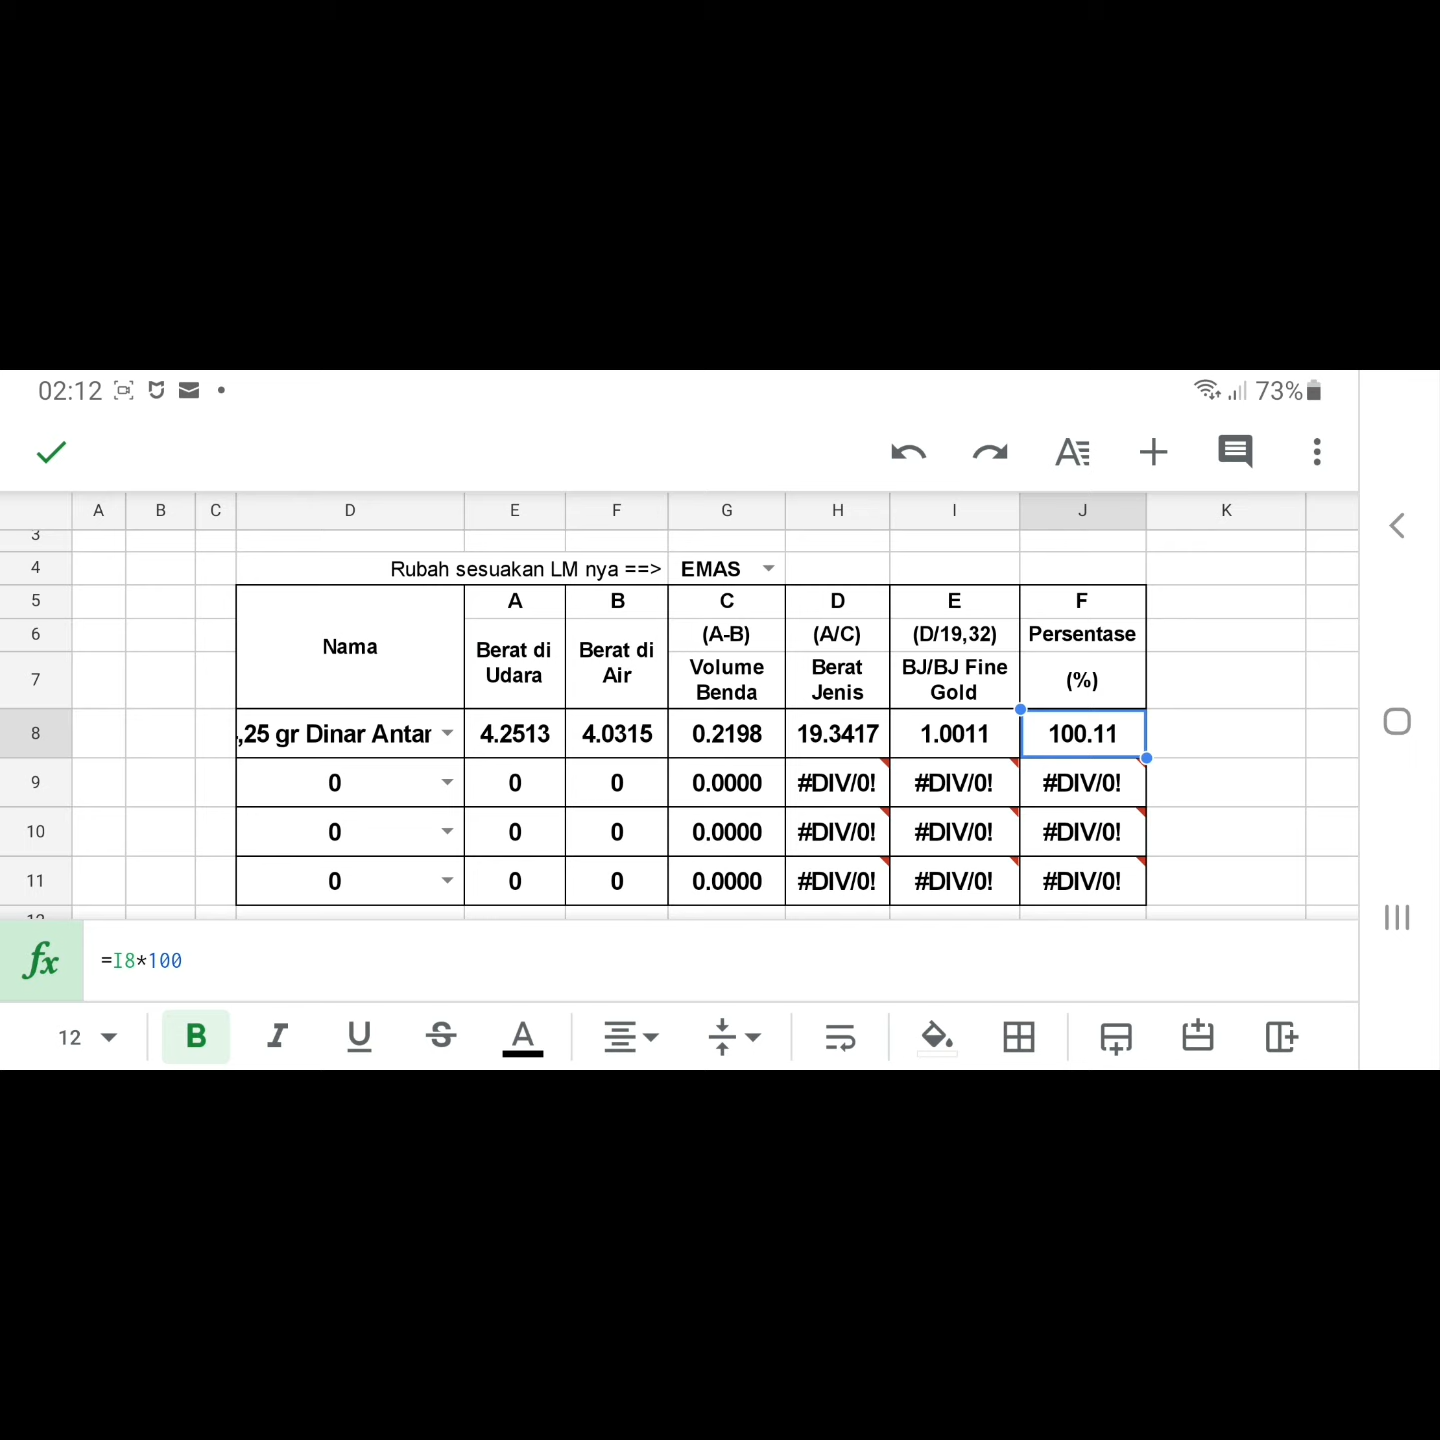 02:12
73%
A B C D E F G H I J K
3
4 Rubah sesuakan LM nya ==> EMAS
5 A B C D E F
6 (A-B) (A/C) (D/19,32) Persentase
Nama Berat di Udara Berat di Air
7 Volume Benda Berat Jenis BJ/BJ Fine Gold (%)
8 ,25 gr Dinar Antar 4.2513 4.0315 0.2198 19.3417 1.0011 100.11
9 0 0 0 0.0000 #DIV/0! #DIV/0! #DIV/0!
10 0 0 0 0.0000 #DIV/0! #DIV/0! #DIV/0!
11 0 0 0 0.0000 #DIV/0! #DIV/0! #DIV/0!
fx =I8*100
12 B I U S A